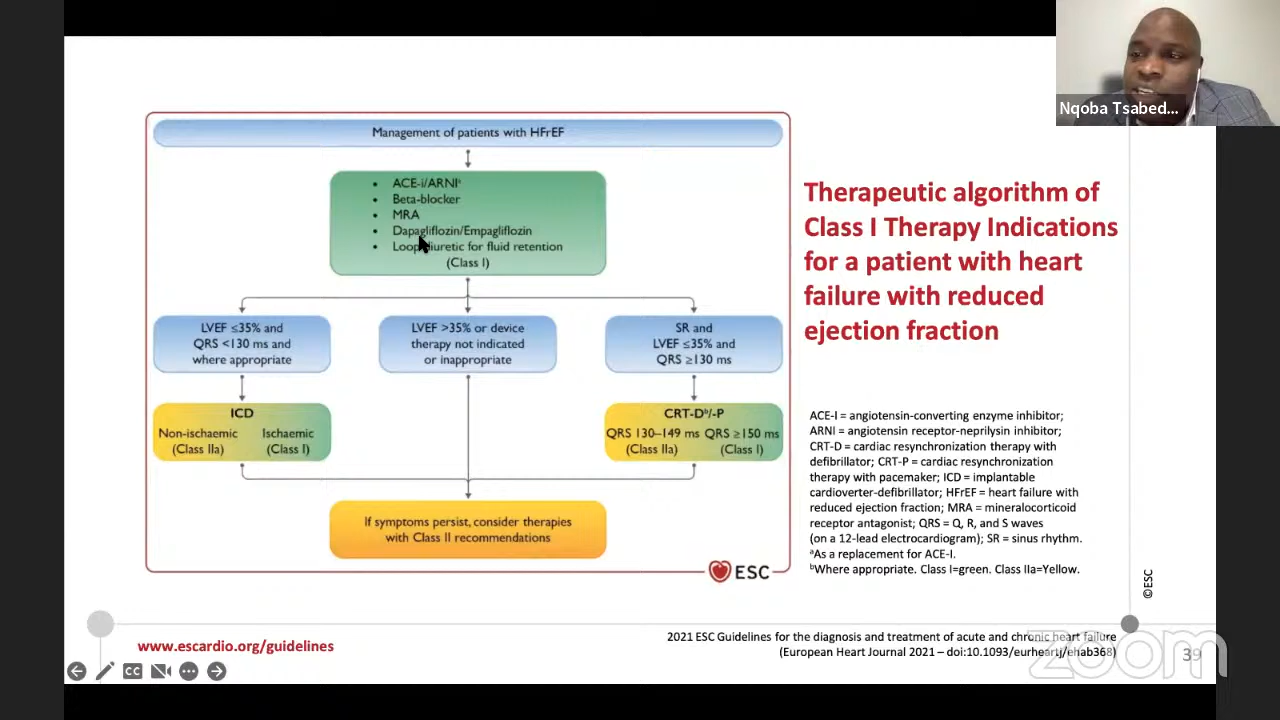 Nqoba Tsabed...
Management of patients with HFrEF
• ACE-i/ARNIᵃ
• Beta-blocker
• MRA
• Dapagliflozin/Empagliflozin
• Loop diuretic for fluid retention
(Class I)
LVEF ≤35% and
QRS <130 ms and
where appropriate
LVEF >35% or device
therapy not indicated
or inappropriate
SR and
LVEF ≤35% and
QRS ≥130 ms
ICD
Non-ischaemic
(Class IIa)
Ischaemic
(Class I)
CRT-Dᵇ/-P
QRS 130–149 ms
(Class IIa)
QRS ≥150 ms
(Class I)
If symptoms persist, consider therapies
with Class II recommendations
ESC
Therapeutic algorithm of
Class I Therapy Indications
for a patient with heart
failure with reduced
ejection fraction
ACE-I = angiotensin-converting enzyme inhibitor;
ARNI = angiotensin receptor-neprilysin inhibitor;
CRT-D = cardiac resynchronization therapy with
defibrillator; CRT-P = cardiac resynchronization
therapy with pacemaker; ICD = implantable
cardioverter-defibrillator; HFrEF = heart failure with
reduced ejection fraction; MRA = mineralocorticoid
receptor antagonist; QRS = Q, R, and S waves
(on a 12-lead electrocardiogram); SR = sinus rhythm.
ᵃAs a replacement for ACE-I.
ᵇWhere appropriate. Class I=green. Class IIa=Yellow.
©ESC
www.escardio.org/guidelines
2021 ESC Guidelines for the diagnosis and treatment of acute and chronic heart failure
(European Heart Journal 2021 – doi:10.1093/eurheartj/ehab368)
39
zoom
CC